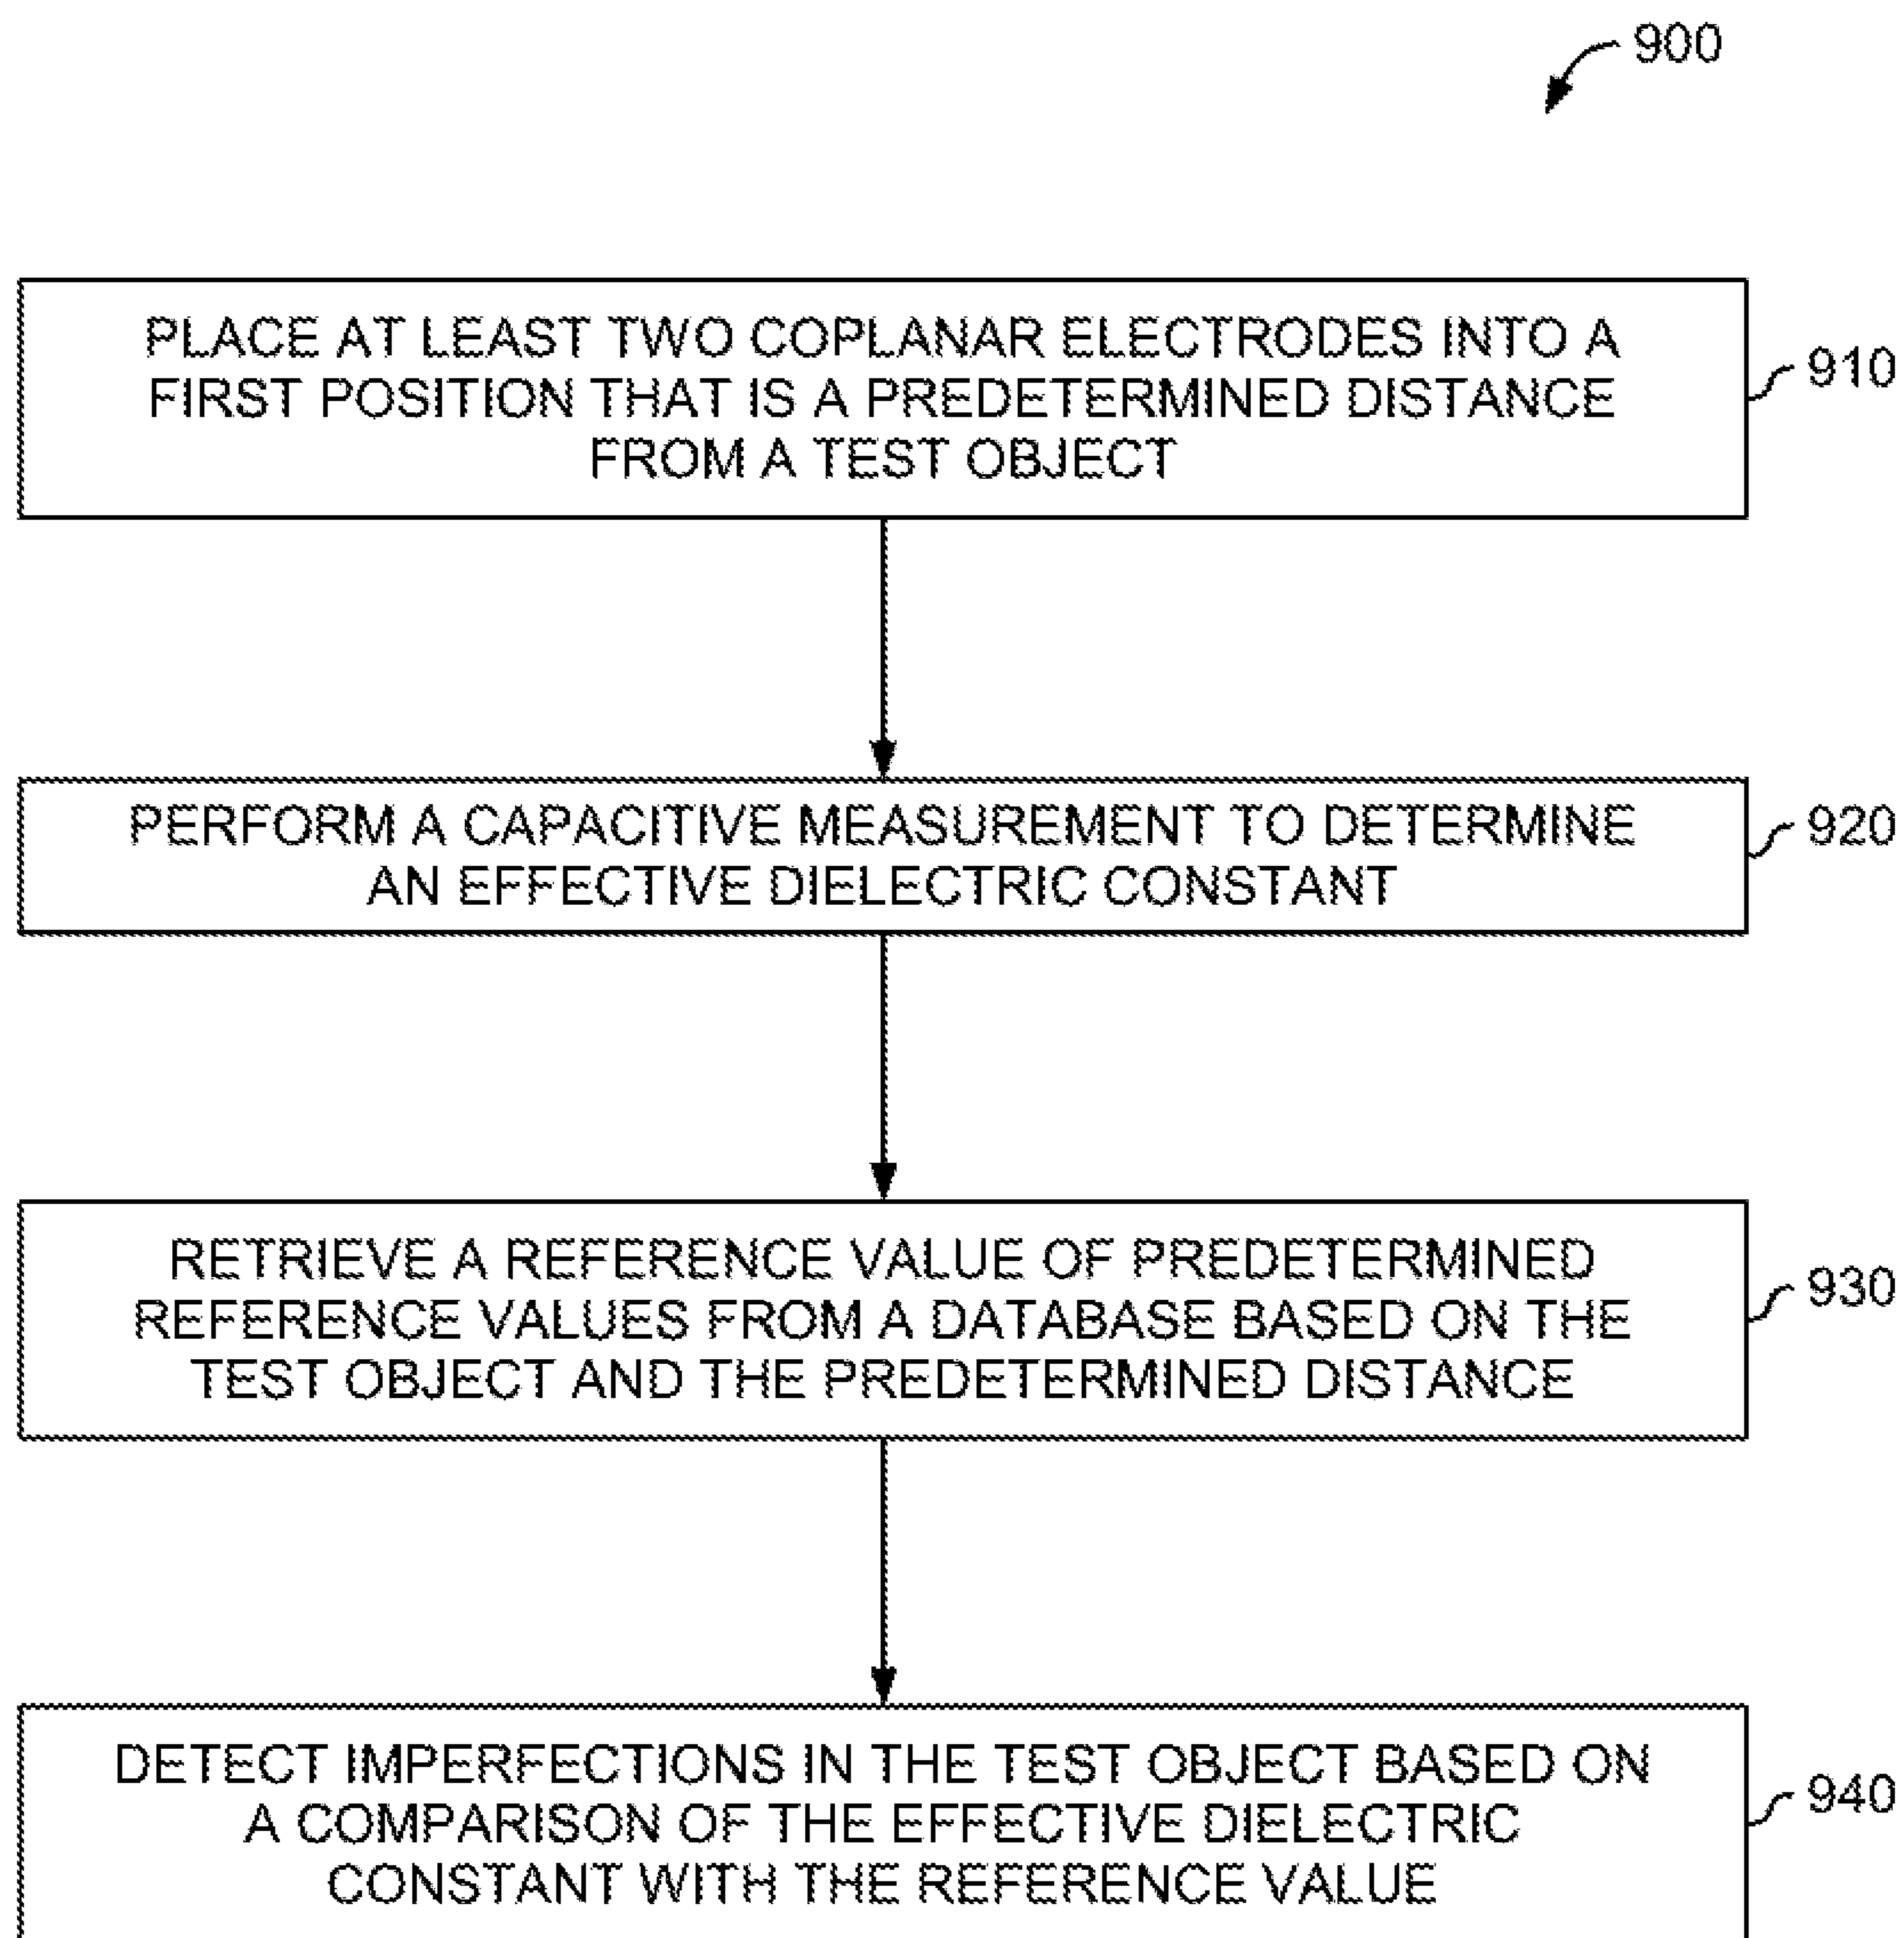 900
PLACE AT LEAST TWO COPLANAR ELECTRODES INTO A
FIRST POSITION THAT IS A PREDETERMINED DISTANCE
FROM A TEST OBJECT
910
PERFORM A CAPACITIVE MEASUREMENT TO DETERMINE
AN EFFECTIVE DIELECTRIC CONSTANT
920
RETRIEVE A REFERENCE VALUE OF PREDETERMINED
REFERENCE VALUES FROM A DATABASE BASED ON THE
TEST OBJECT AND THE PREDETERMINED DISTANCE
930
DETECT IMPERFECTIONS IN THE TEST OBJECT BASED ON
A COMPARISON OF THE EFFECTIVE DIELECTRIC
CONSTANT WITH THE REFERENCE VALUE
940